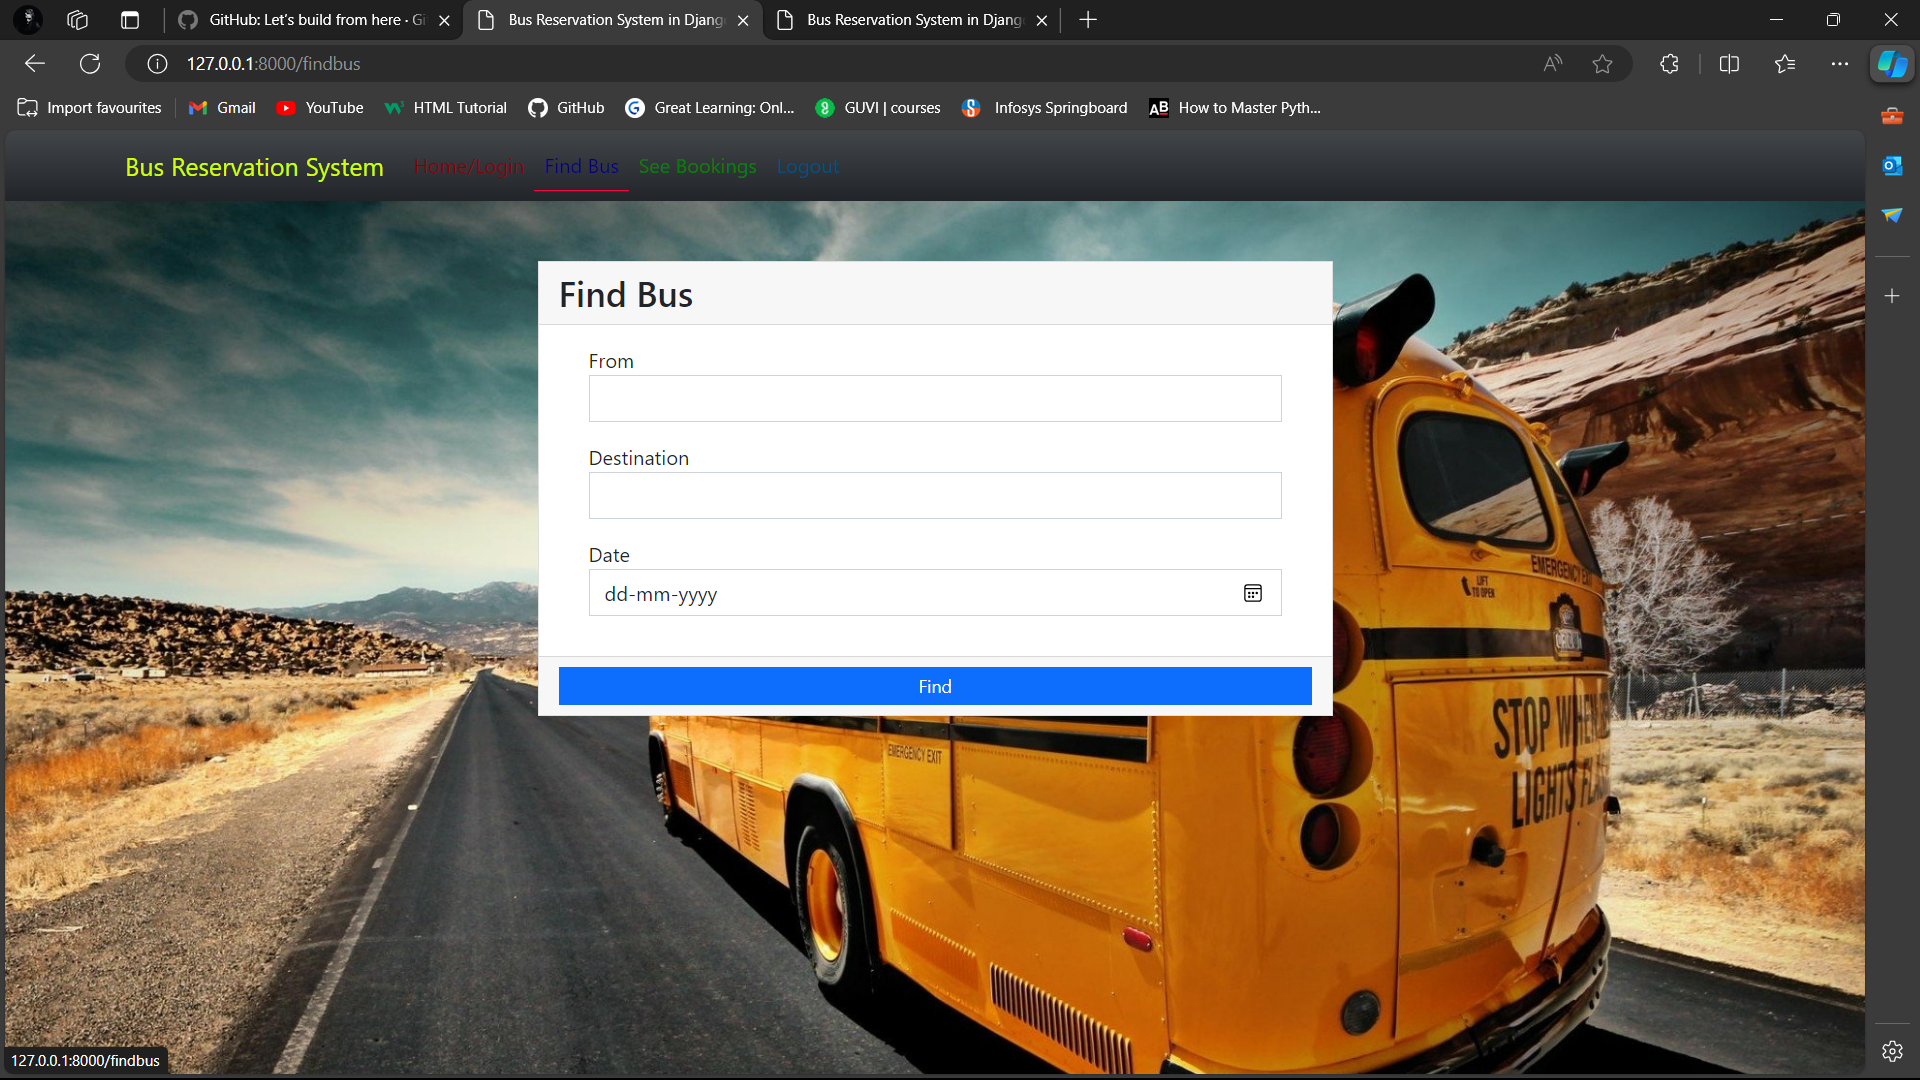 GitHub: Let's build from here · Gi
Bus Reservation System in Djang
Bus Reservation System in Djang
127.0.0.1:8000/findbus
Import favourites
Gmail
YouTube
HTML Tutorial
GitHub
Great Learning: Onl...
GUVI | courses
Infosys Springboard
AB How to Master Pyth...
Bus Reservation System
Home/Login
Find Bus
See Bookings
Logout
Find Bus
From
Destination
Date
dd-mm-yyyy
Find
EMERGENCY EXIT
LIFT
TO OPEN
EMERGENCY EXIT
STOP WHEN
LIGHTS
127.0.0.1:8000/findbus